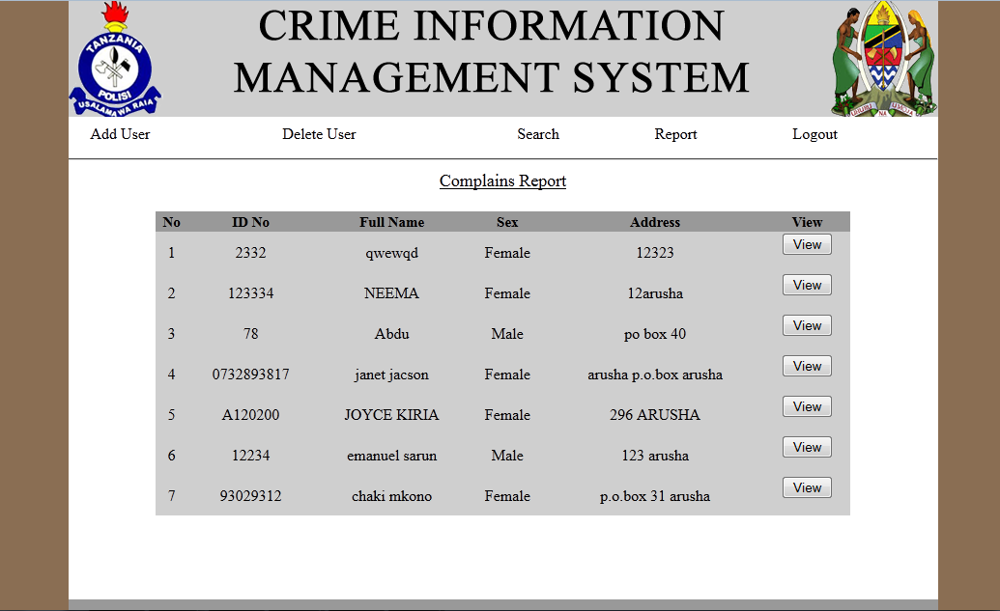 CRIME INFORMATION
MANAGEMENT SYSTEM
TANZANIA
POLISI
USALAMA WA RAIA
UHURU NA UMOJA
Add User Delete User Search Report Logout
Complains Report
No ID No Full Name Sex Address View
1 2332 qwewqd Female 12323 View
2 123334 NEEMA Female 12arusha View
3 78 Abdu Male po box 40 View
4 0732893817 janet jacson Female arusha p.o.box arusha View
5 A120200 JOYCE KIRIA Female 296 ARUSHA View
6 12234 emanuel sarun Male 123 arusha View
7 93029312 chaki mkono Female p.o.box 31 arusha View